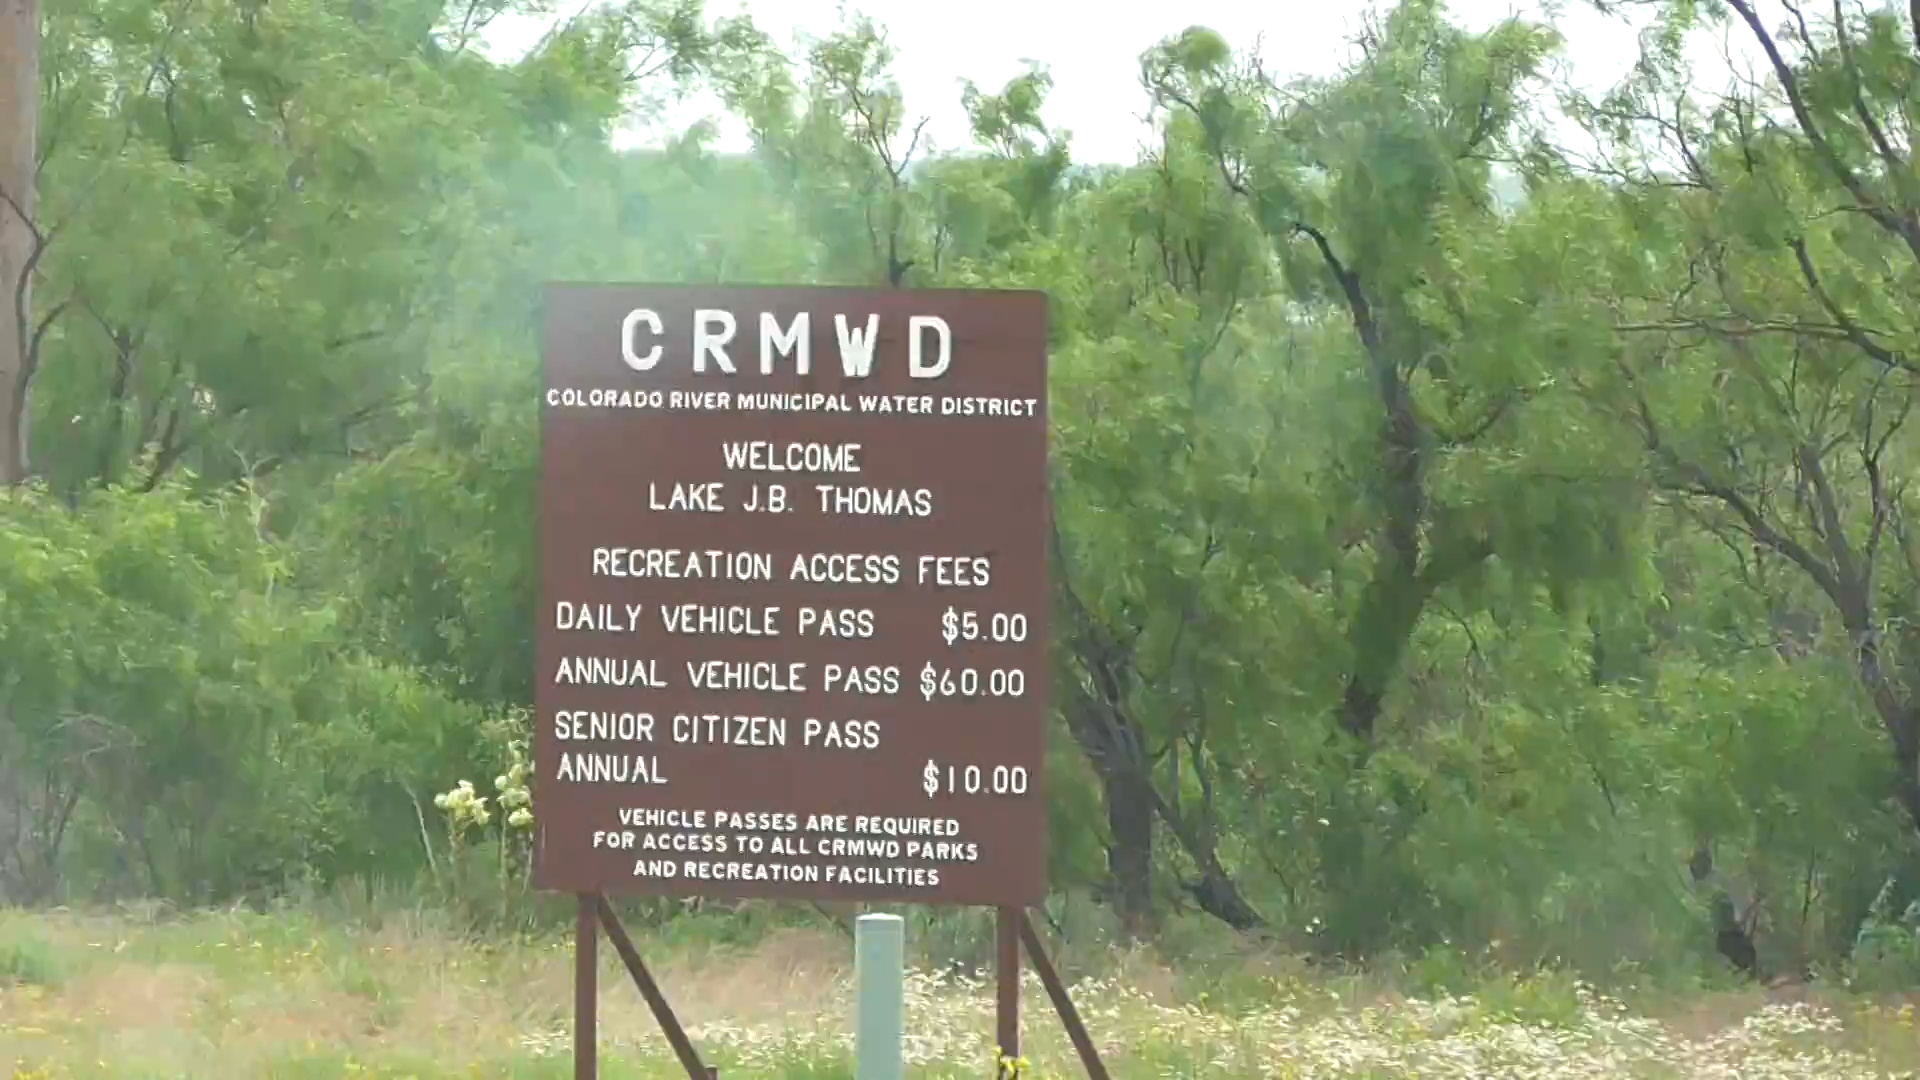 CRMWD
COLORADO RIVER MUNICIPAL WATER DISTRICT
WELCOME
LAKE J.B. THOMAS
RECREATION ACCESS FEES
DAILY VEHICLE PASS $5.00
ANNUAL VEHICLE PASS $60.00
SENIOR CITIZEN PASS
ANNUAL $10.00
VEHICLE PASSES ARE REQUIRED
FOR ACCESS TO ALL CRMWD PARKS
AND RECREATION FACILITIES